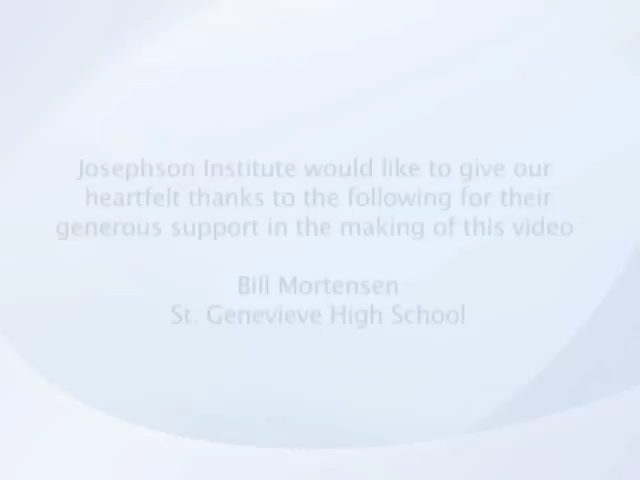 Josephson Institute would like to give our
heartfelt thanks to the following for their
generous support in the making of this video
Bill Mortensen
St. Genevieve High School